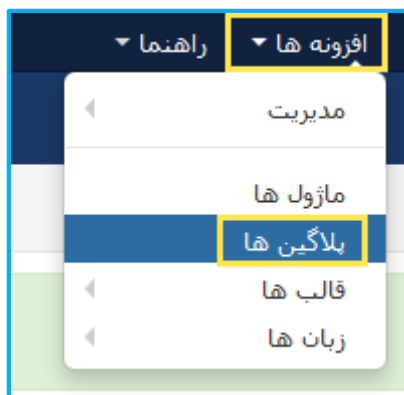 افزونه ها راهنما
مدیریت
ماژول ها
پلاگین ها
قالب ها
زبان ها